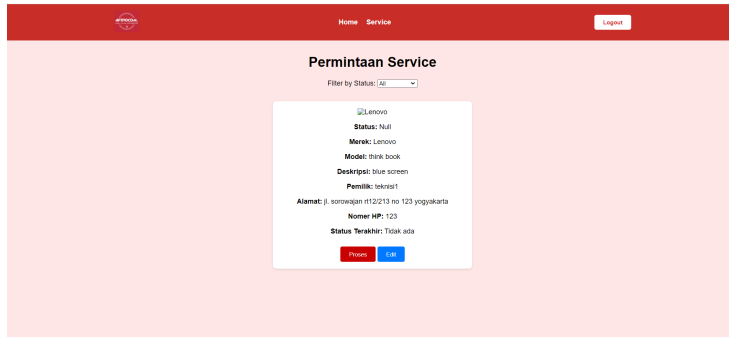 Home Service
Logout
Permintaan Service
Filter by Status: All
Lenovo
Status: Null
Merek: Lenovo
Model: think book
Deskripsi: blue screen
Pemilik: teknisi1
Alamat: jl. sorowajan rt12/213 no 123 yogyakarta
Nomer HP: 123
Status Terakhir: Tidak ada
Proses Edit